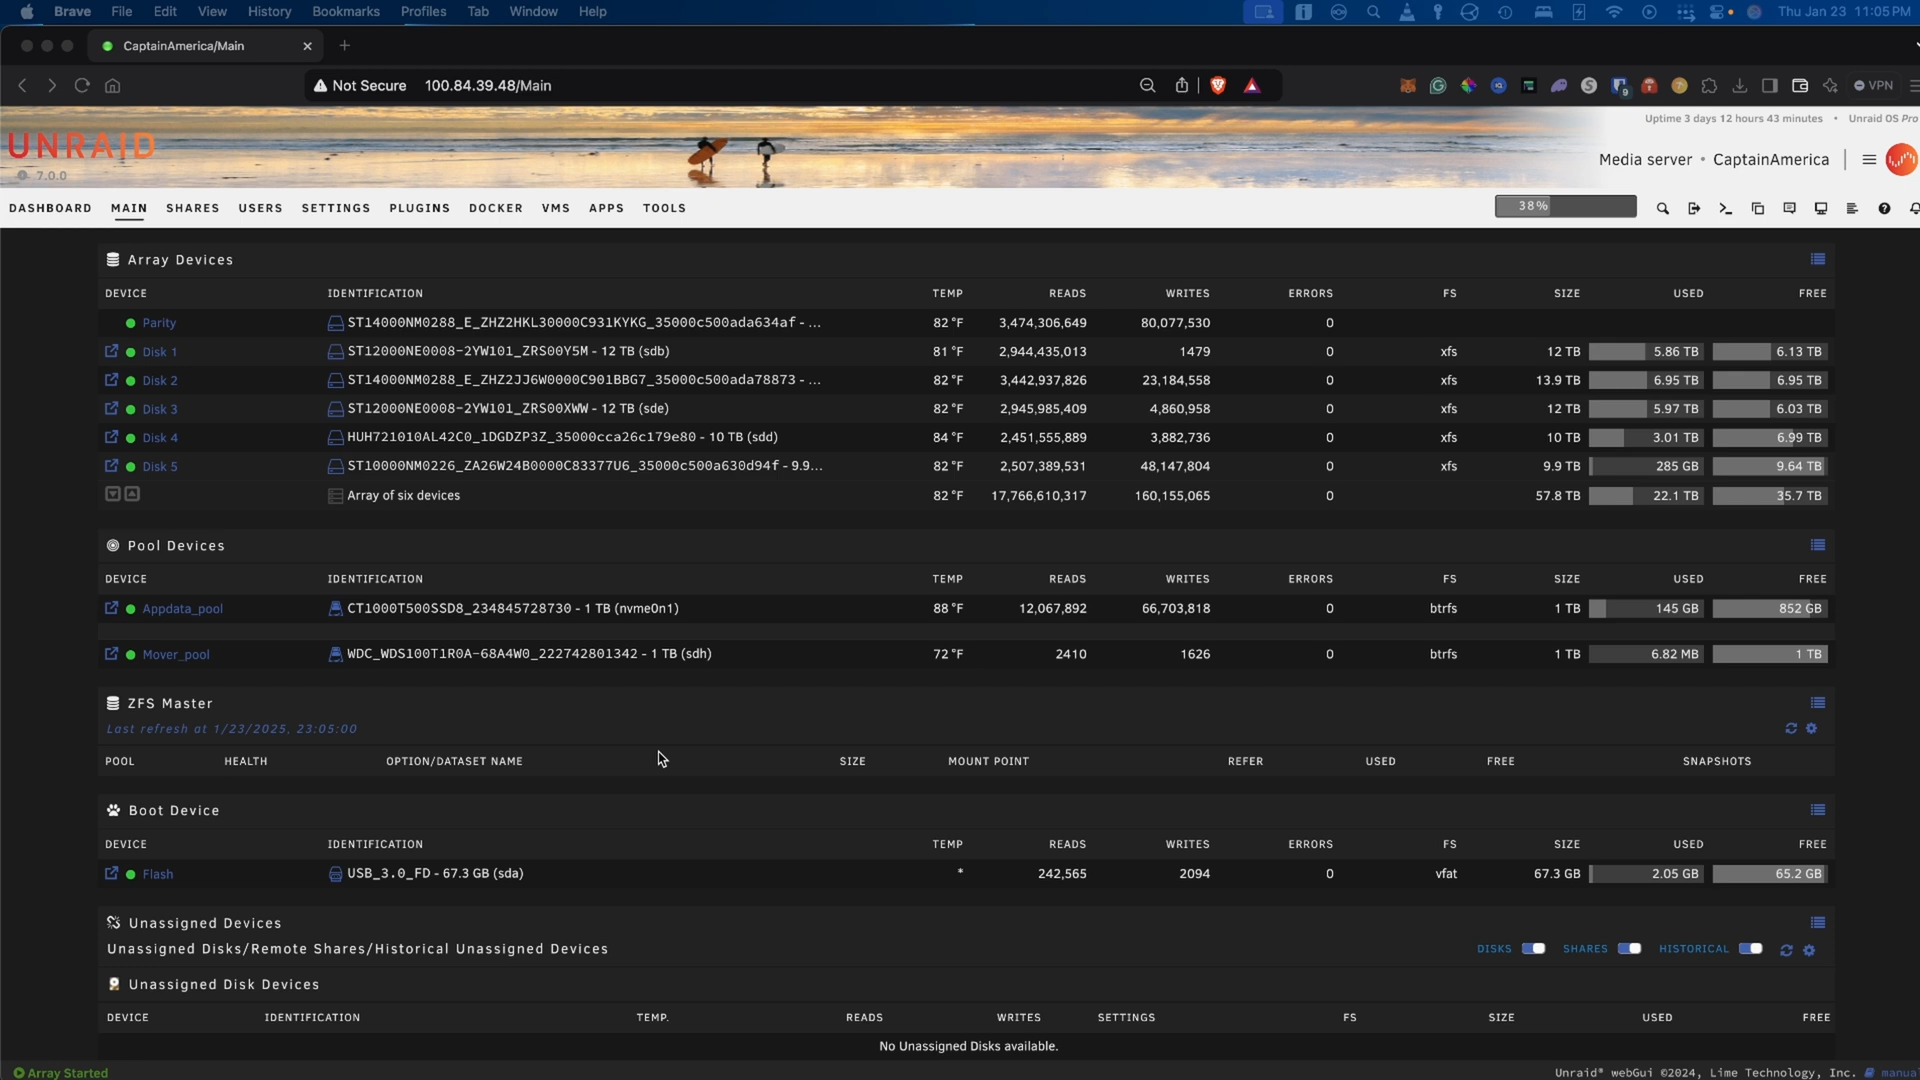 Brave File Edit View History Bookmarks Profiles Tab Window Help Thu Jan 23 11:05 PM
CaptainAmerica/Main
Not Secure 100.84.39.48/Main 9 VPN
Uptime 3 days 12 hours 43 minutes • Unraid OS Pro
UNRAID
Media server • CaptainAmerica
7.0.0
DASHBOARD MAIN SHARES USERS SETTINGS PLUGINS DOCKER VMS APPS TOOLS 38%
Array Devices
DEVICE IDENTIFICATION TEMP READS WRITES ERRORS FS SIZE USED FREE
Parity ST14000NM0288_E_ZHZ2HKL30000C931KYKG_35000c500ada634af - ... 82 °F 3,474,306,649 80,077,530 0
Disk 1 ST12000NE0008-2YW101_ZRS00Y5M - 12 TB (sdb) 81 °F 2,944,435,013 1479 0 xfs 12 TB 5.86 TB 6.13 TB
Disk 2 ST14000NM0288_E_ZHZ2JJ6W0000C901BBG7_35000c500ada78873 - ... 82 °F 3,442,937,826 23,184,558 0 xfs 13.9 TB 6.95 TB 6.95 TB
Disk 3 ST12000NE0008-2YW101_ZRS00XWW - 12 TB (sde) 82 °F 2,945,985,409 4,860,958 0 xfs 12 TB 5.97 TB 6.03 TB
Disk 4 HUH721010AL42C0_1DGDZP3Z_35000cca26c179e80 - 10 TB (sdd) 84 °F 2,451,555,889 3,882,736 0 xfs 10 TB 3.01 TB 6.99 TB
Disk 5 ST10000NM0226_ZA26W24B0000C83377U6_35000c500a630d94f - 9.9... 82 °F 2,507,389,531 48,147,804 0 xfs 9.9 TB 285 GB 9.64 TB
Array of six devices 82 °F 17,766,610,317 160,155,065 0 57.8 TB 22.1 TB 35.7 TB
Pool Devices
DEVICE IDENTIFICATION TEMP READS WRITES ERRORS FS SIZE USED FREE
Appdata_pool CT1000T500SSD8_234845728730 - 1 TB (nvme0n1) 88 °F 12,067,892 66,703,818 0 btrfs 1 TB 145 GB 852 GB
Mover_pool WDC_WDS100T1R0A-68A4W0_222742801342 - 1 TB (sdh) 72 °F 2410 1626 0 btrfs 1 TB 6.82 MB 1 TB
ZFS Master
Last refresh at 1/23/2025, 23:05:00
POOL HEALTH OPTION/DATASET NAME SIZE MOUNT POINT REFER USED FREE SNAPSHOTS
Boot Device
DEVICE IDENTIFICATION TEMP READS WRITES ERRORS FS SIZE USED FREE
Flash USB_3.0_FD - 67.3 GB (sda) * 242,565 2094 0 vfat 67.3 GB 2.05 GB 65.2 GB
Unassigned Devices
Unassigned Disks/Remote Shares/Historical Unassigned Devices DISKS SHARES HISTORICAL
Unassigned Disk Devices
DEVICE IDENTIFICATION TEMP. READS WRITES SETTINGS FS SIZE USED FREE
No Unassigned Disks available.
Array Started Unraid® webGui ©2024, Lime Technology, Inc. manua